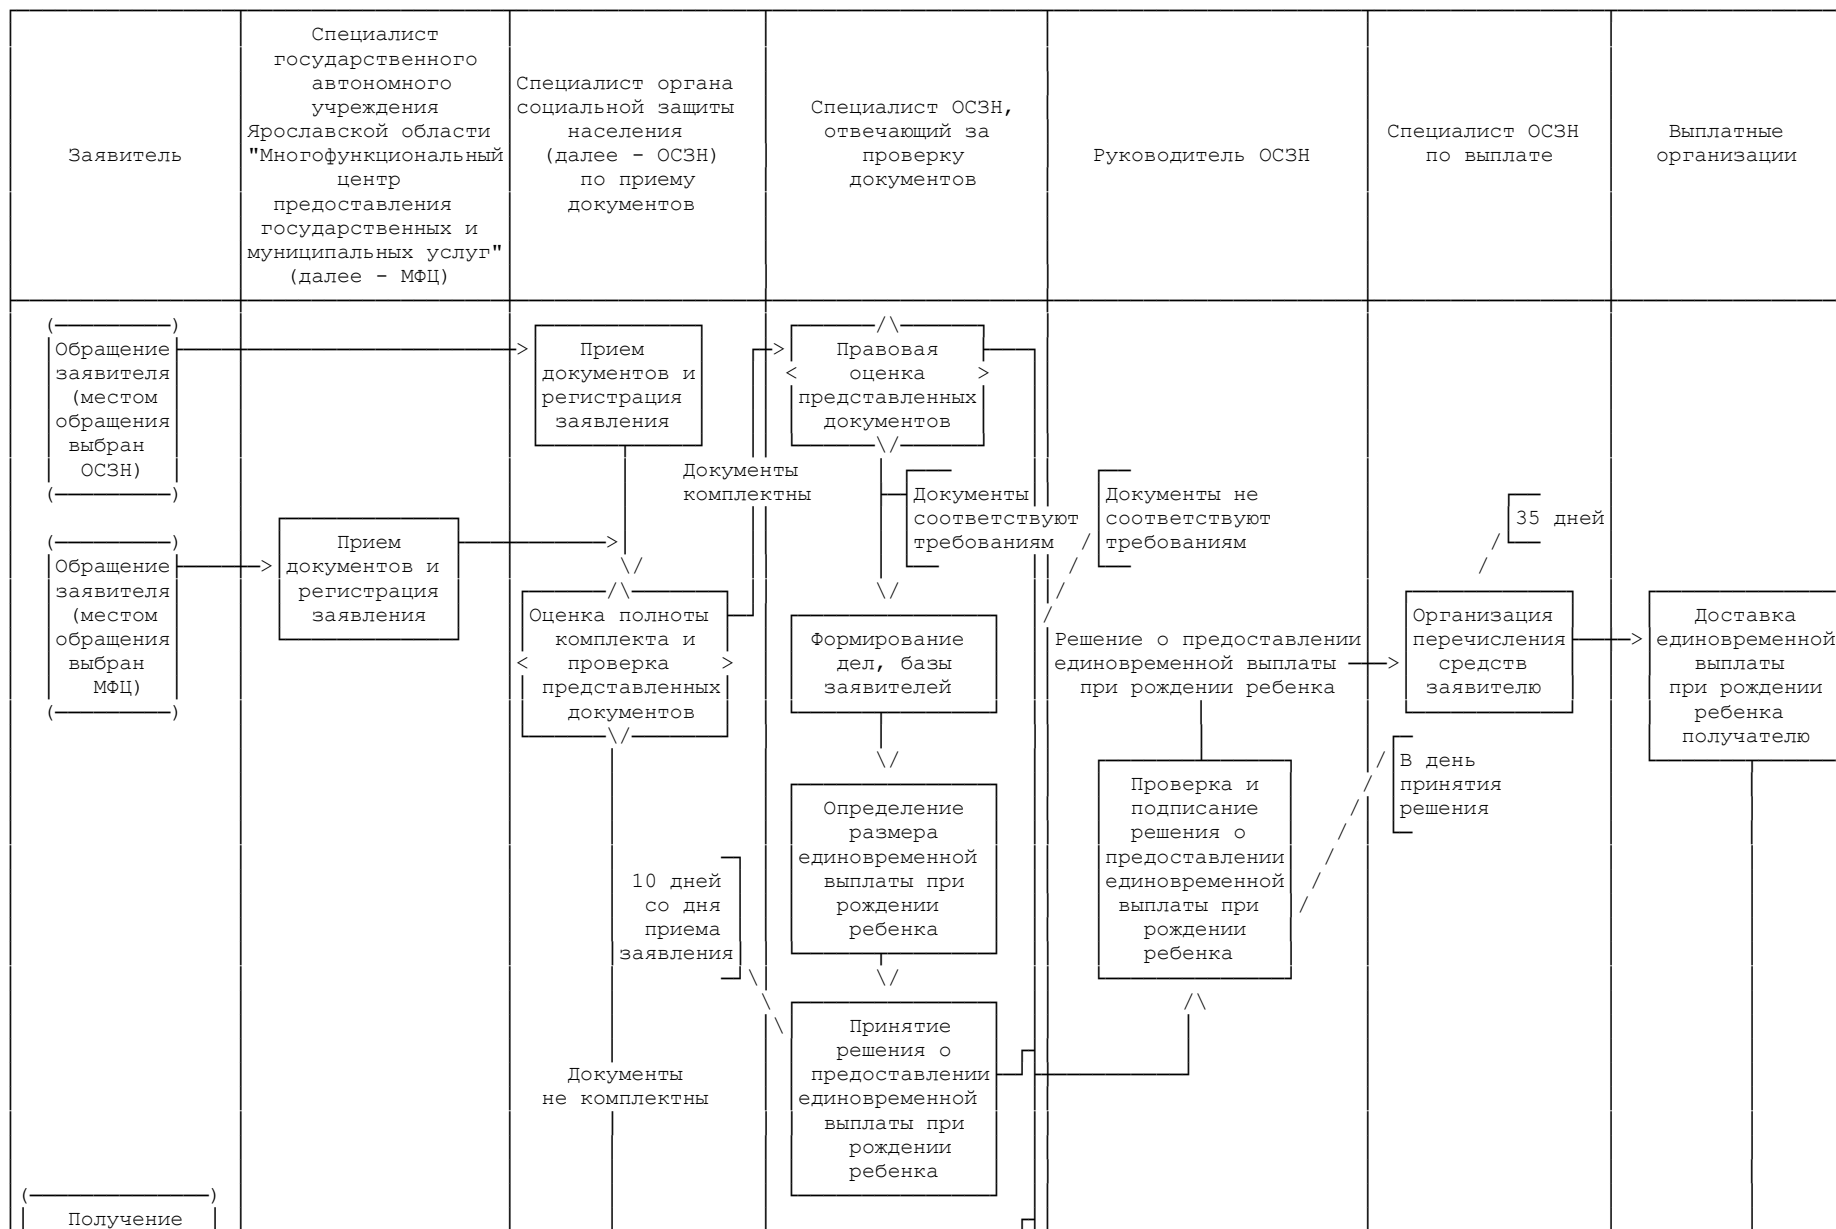 Заявитель
Специалист
государственного
автономного
учреждения
Ярославской области
"Многофункциональный
центр
предоставления
государственных и
муниципальных услуг"
(далее - МФЦ)
Специалист органа
социальной защиты
населения
(далее - ОСЗН)
по приему
документов
Специалист ОСЗН,
отвечающий за
проверку
документов
Руководитель ОСЗН
Специалист ОСЗН
по выплате
Выплатные
организации
Обращение
заявителя
(местом
обращения
выбран
ОСЗН)
Прием
документов и
регистрация
заявления
Правовая
оценка
представленных
документов
Документы
комплектны
Документы
соответствуют
требованиям
Документы не
соответствуют
требованиям
35 дней
Обращение
заявителя
(местом
обращения
выбран
МФЦ)
Прием
документов и
регистрация
заявления
Оценка полноты
комплекта и
проверка
представленных
документов
Формирование
дел, базы
заявителей
Решение о предоставлении
единовременной выплаты
при рождении ребенка
Организация
перечисления
средств
заявителю
Доставка
единовременной
выплаты
при рождении
ребенка
получателю
В день
принятия
решения
Определение
размера
единовременной
выплаты при
рождении
ребенка
Проверка и
подписание
решения о
предоставлении
единовременной
выплаты при
рождении
ребенка
10 дней
со дня
приема
заявления
Принятие
решения о
предоставлении
единовременной
выплаты при
рождении
ребенка
Документы
не комплектны
Получение